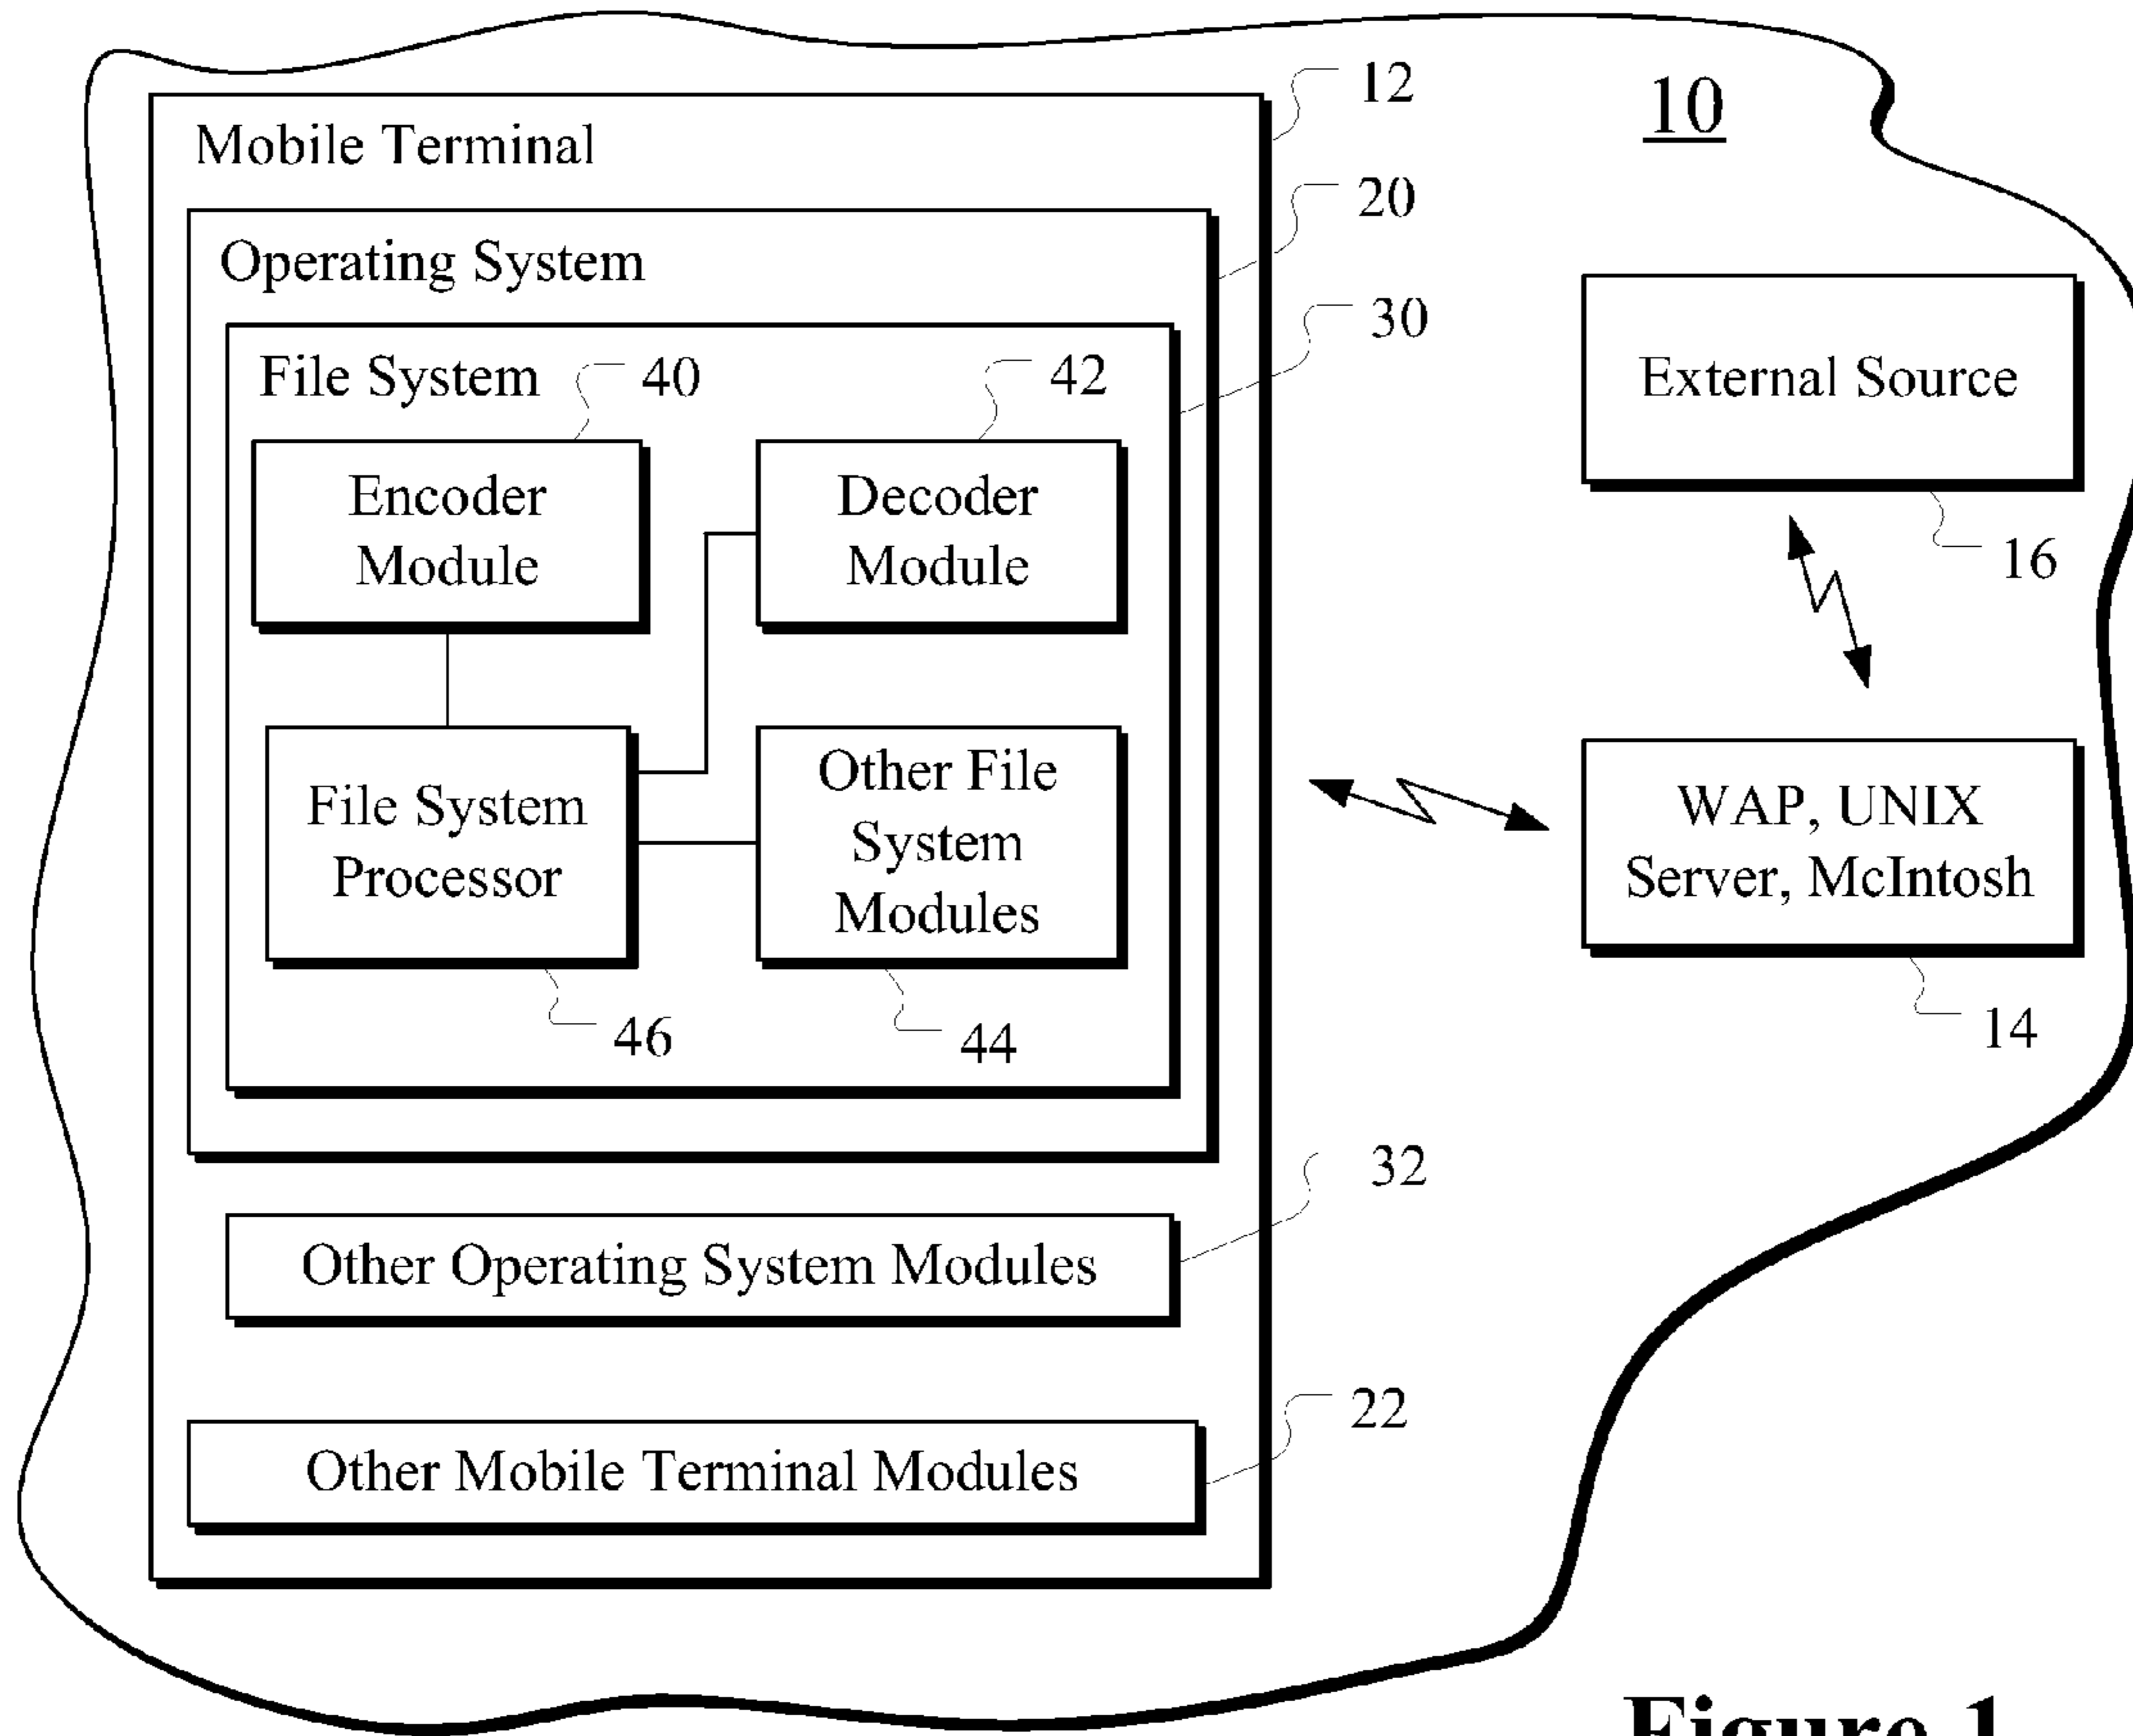 12
10
Mobile Terminal
20
Operating System
30
File System
40
42
External Source
Encoder
Module
Decoder
Module
16
File System
Processor
Other File
System
Modules
WAP, UNIX
Server, McIntosh
46
44
14
32
Other Operating System Modules
22
Other Mobile Terminal Modules
Figure 1